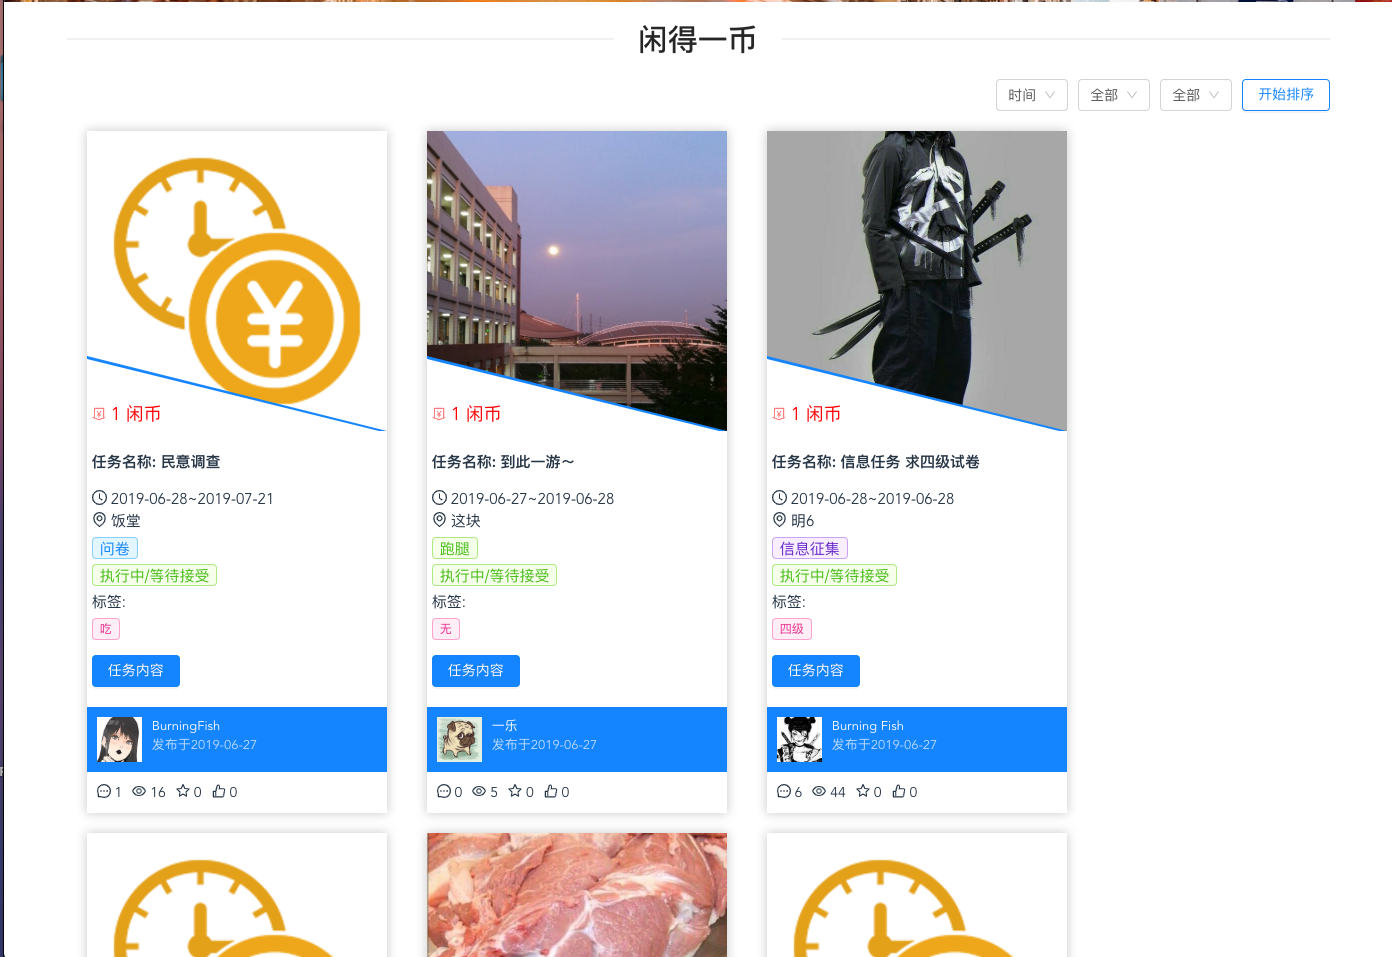 闲得一币
时间 全部 全部 开始排序
¥
1 闲币
任务名称: 民意调查
2019-06-28~2019-07-21
饭堂
问卷
执行中/等待接受
标签:
吃
任务内容
BurningFish
发布于2019-06-27
1 16 0 0
1 闲币
任务名称: 到此一游～
2019-06-27~2019-06-28
这块
跑腿
执行中/等待接受
标签:
无
任务内容
一乐
发布于2019-06-27
0 5 0 0
1 闲币
任务名称: 信息任务 求四级试卷
2019-06-28~2019-06-28
明6
信息征集
执行中/等待接受
标签:
四级
任务内容
Burning Fish
发布于2019-06-27
6 44 0 0